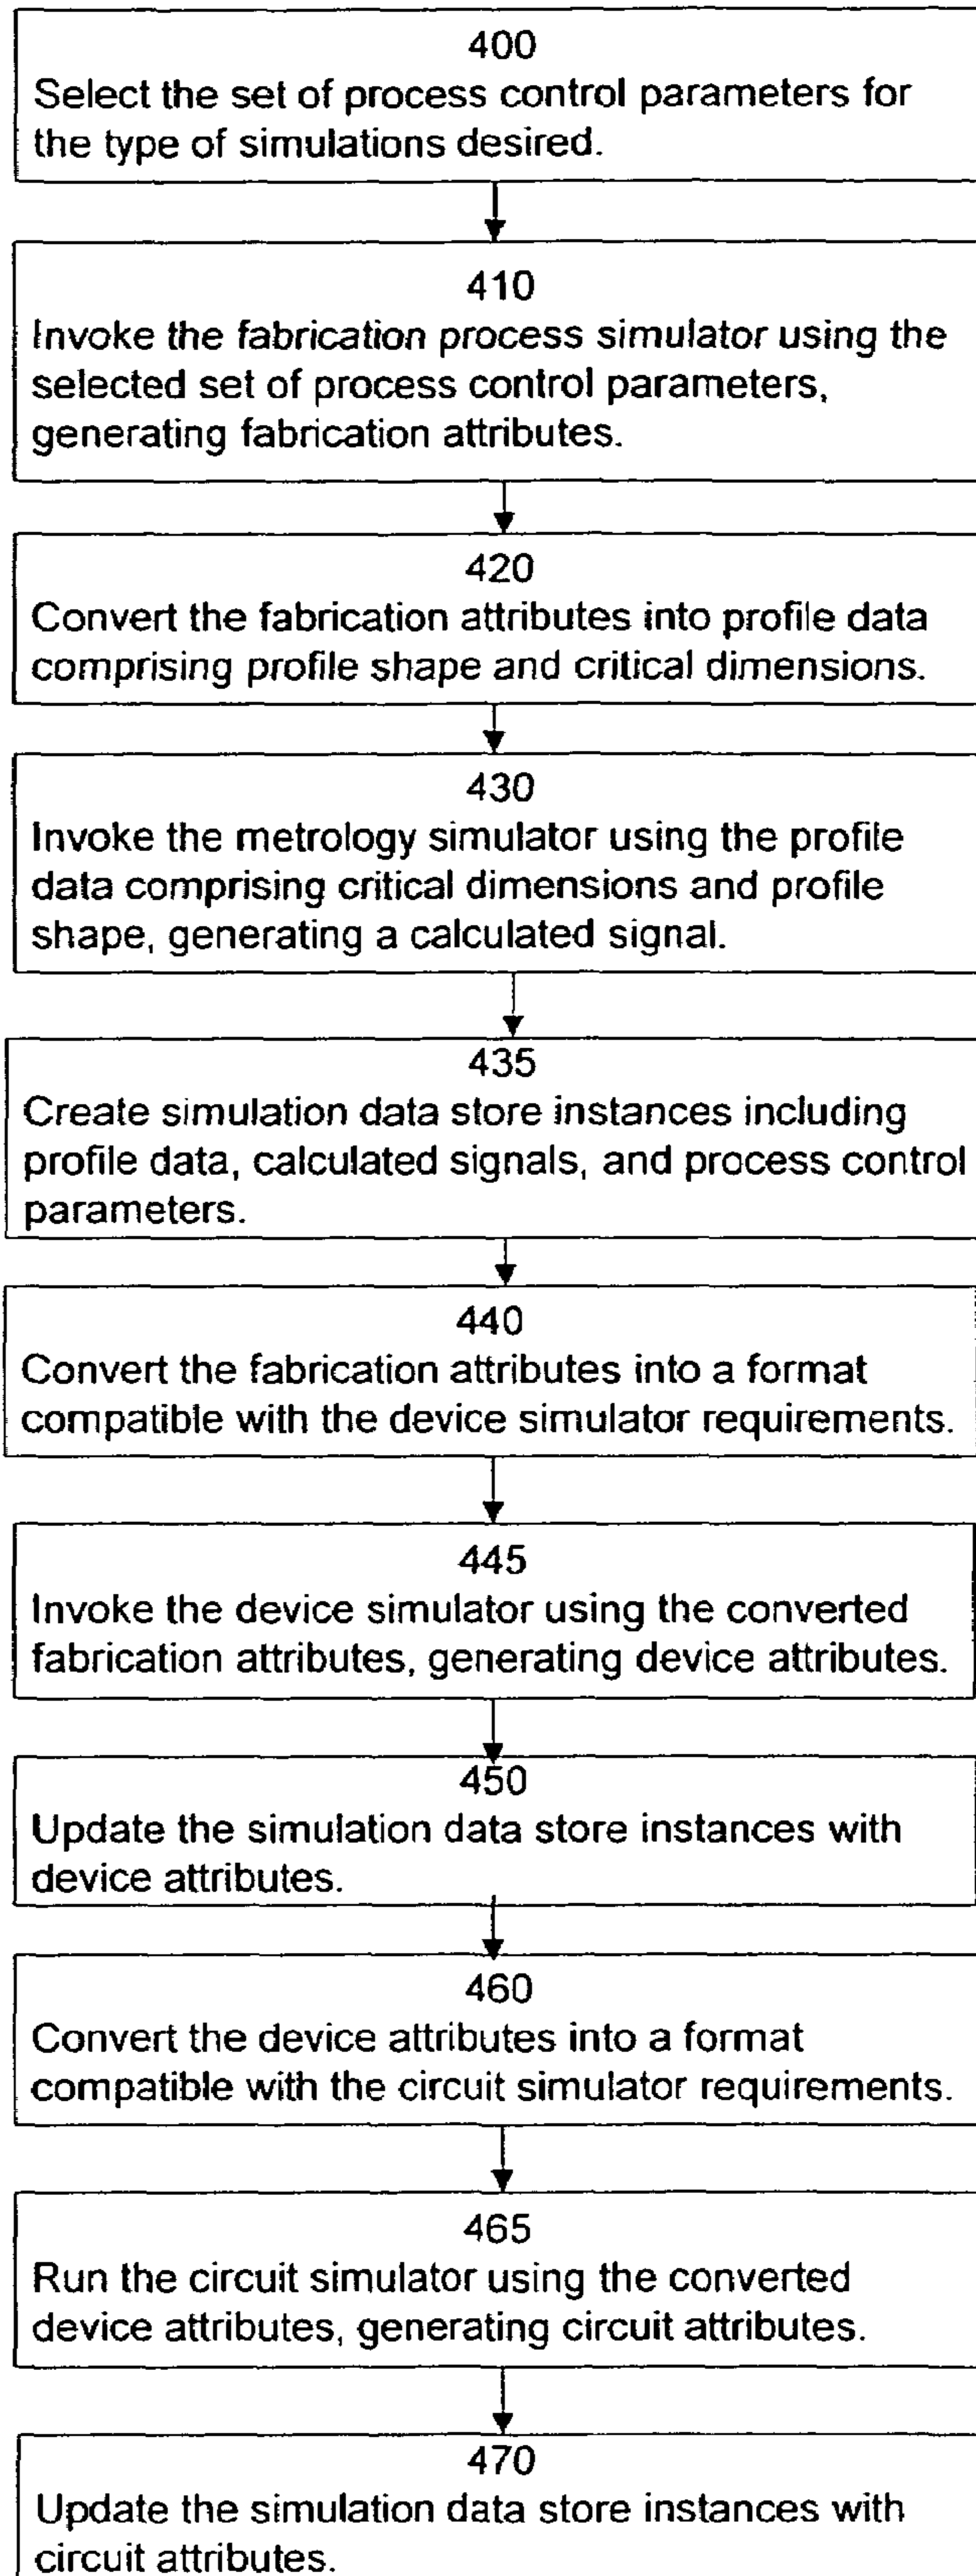 400
Select the set of process control parameters for
the type of simulations desired.
410
Invoke the fabrication process simulator using the
selected set of process control parameters,
generating fabrication attributes.
420
Convert the fabrication attributes into profile data
comprising profile shape and critical dimensions.
430
Invoke the metrology simulator using the profile
data comprising critical dimensions and profile
shape, generating a calculated signal.
435
Create simulation data store instances including
profile data, calculated signals, and process control
parameters.
440
Convert the fabrication attributes into a format
compatible with the device simulator requirements.
445
Invoke the device simulator using the converted
fabrication attributes, generating device attributes.
450
Update the simulation data store instances with
device attributes.
460
Convert the device attributes into a format
compatible with the circuit simulator requirements.
465
Run the circuit simulator using the converted
device attributes, generating circuit attributes.
470
Update the simulation data store instances with
circuit attributes.